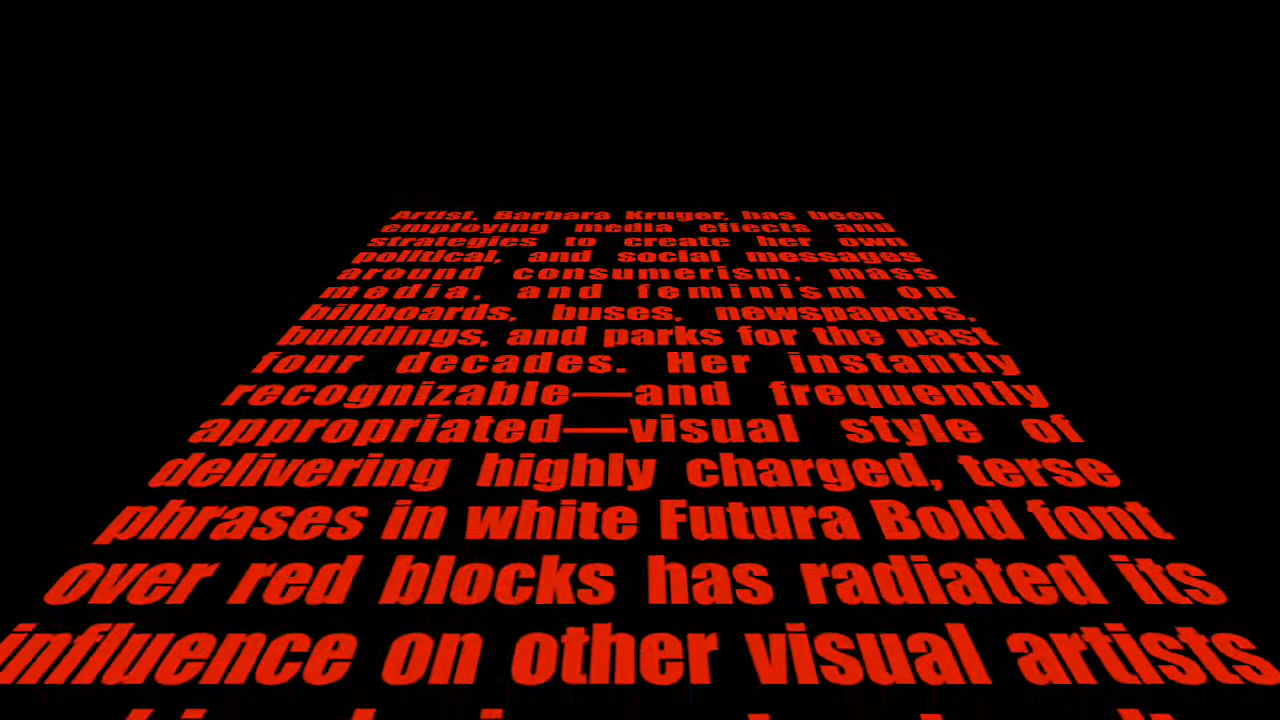 Artist, Barbara Kruger, has been
employing media effects and
strategies to create her own
political, and social messages
around consumerism, mass
media, and feminism on
billboards, buses, newspapers,
buildings, and parks for the past
four decades. Her instantly
recognizable—and frequently
appropriated—visual style of
delivering highly charged, terse
phrases in white Futura Bold font
over red blocks has radiated its
influence on other visual artists